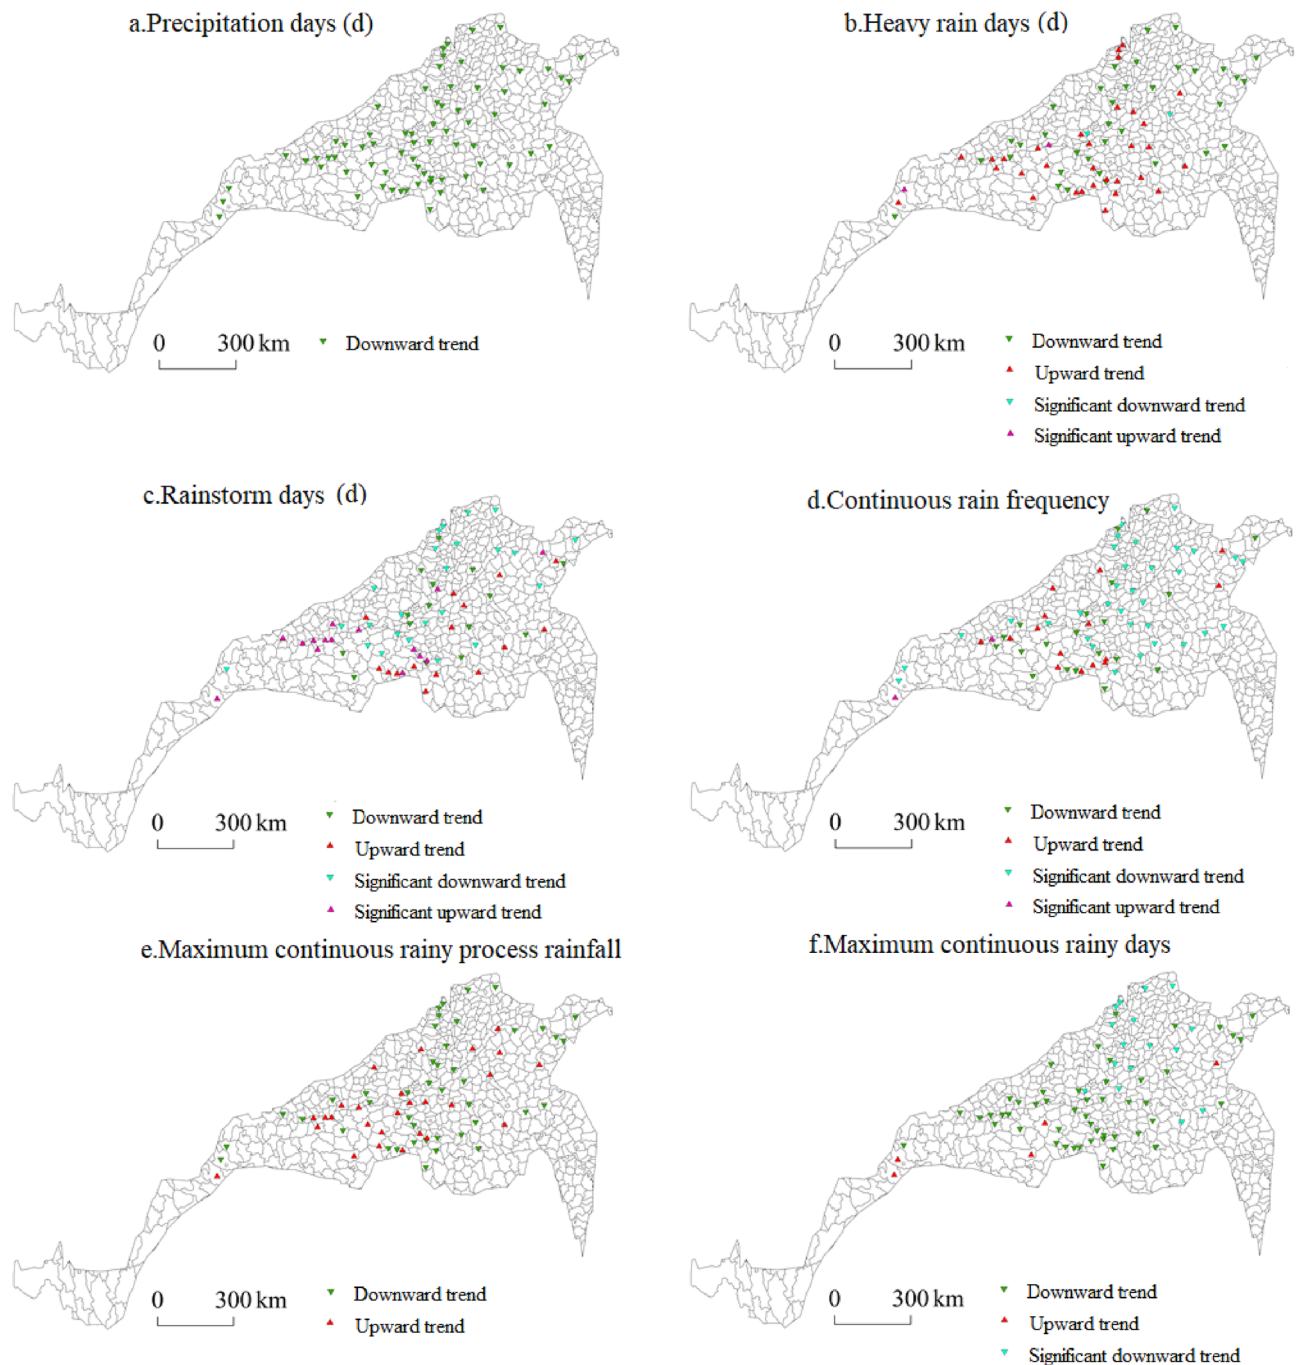 a.Precipitation days (d)
0 300 km
Downward trend
b.Heavy rain days (d)
0 300 km
Downward trend
Upward trend
Significant downward trend
Significant upward trend
c.Rainstorm days (d)
0 300 km
Downward trend
Upward trend
Significant downward trend
Significant upward trend
d.Continuous rain frequency
0 300 km
Downward trend
Upward trend
Significant downward trend
Significant upward trend
e.Maximum continuous rainy process rainfall
0 300 km
Downward trend
Upward trend
f.Maximum continuous rainy days
0 300 km
Downward trend
Upward trend
Significant downward trend